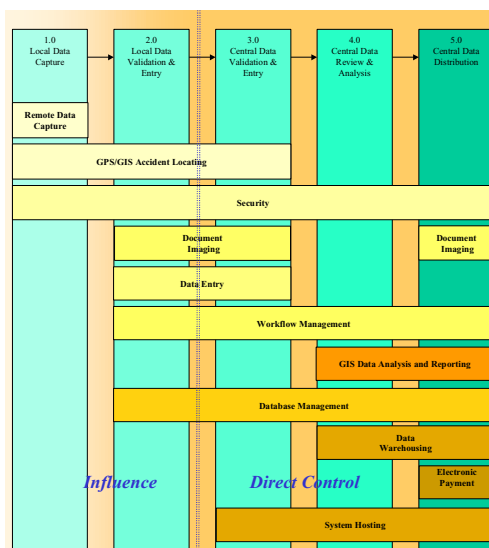 1.0
Local Data
Capture
2.0
Local Data
Validation &
Entry
3.0
Central Data
Validation &
Entry
4.0
Central Data
Review &
Analysis
5.0
Central Data
Distribution
Remote Data
Capture
GPS/GIS Accident Locating
Security
Document
Imaging
Document
Imaging
Data Entry
Workflow Management
GIS Data Analysis and Reporting
Database Management
Data
Warehousing
Electronic
Payment
Influence
Direct Control
System Hosting